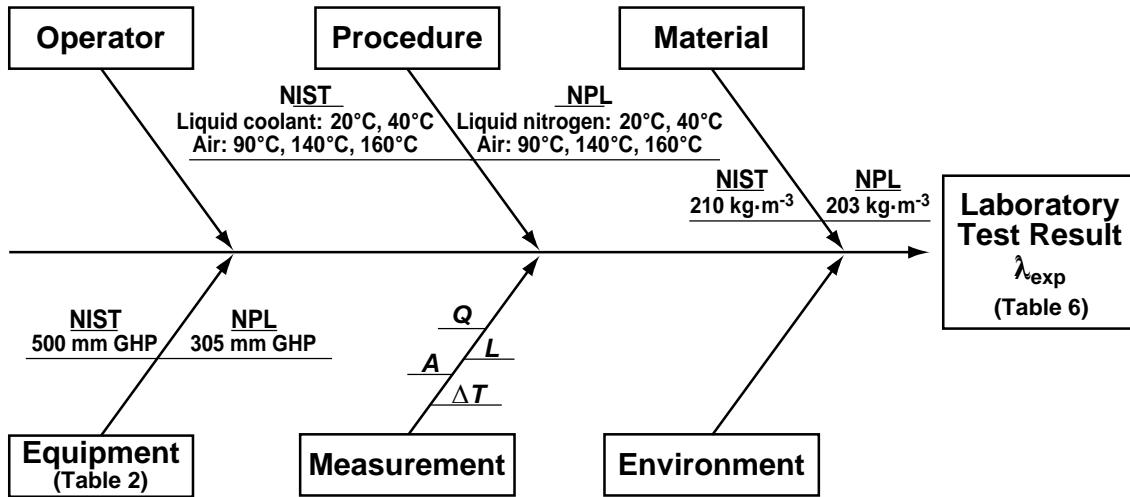 Operator
Procedure
Material
NIST
Liquid coolant: 20°C, 40°C
Air: 90°C, 140°C, 160°C
NPL
Liquid nitrogen: 20°C, 40°C
Air: 90°C, 140°C, 160°C
NIST
210 kg·m⁻³
NPL
203 kg·m⁻³
Laboratory
Test Result
λexp
(Table 6)
NIST
500 mm GHP
NPL
305 mm GHP
Q
L
A
ΔT
Equipment
(Table 2)
Measurement
Environment